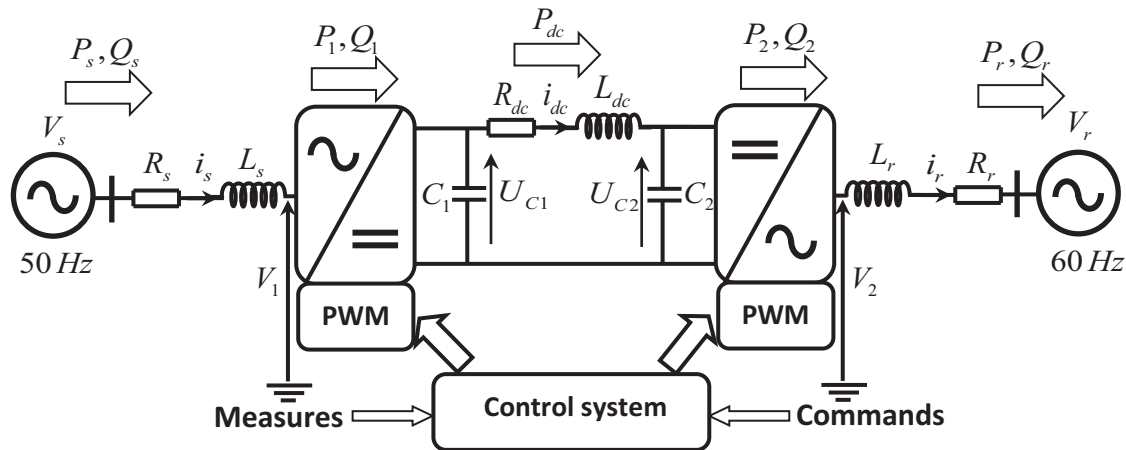 P_s, Q_s
P_1, Q_1
P_dc
P_2, Q_2
P_r, Q_r
V_s
R_s
i_s
L_s
R_dc
i_dc
L_dc
L_r
i_r
R_r
V_r
C_1
U_C1
U_C2
C_2
50 Hz
60 Hz
V_1
V_2
PWM
PWM
Measures
Control system
Commands